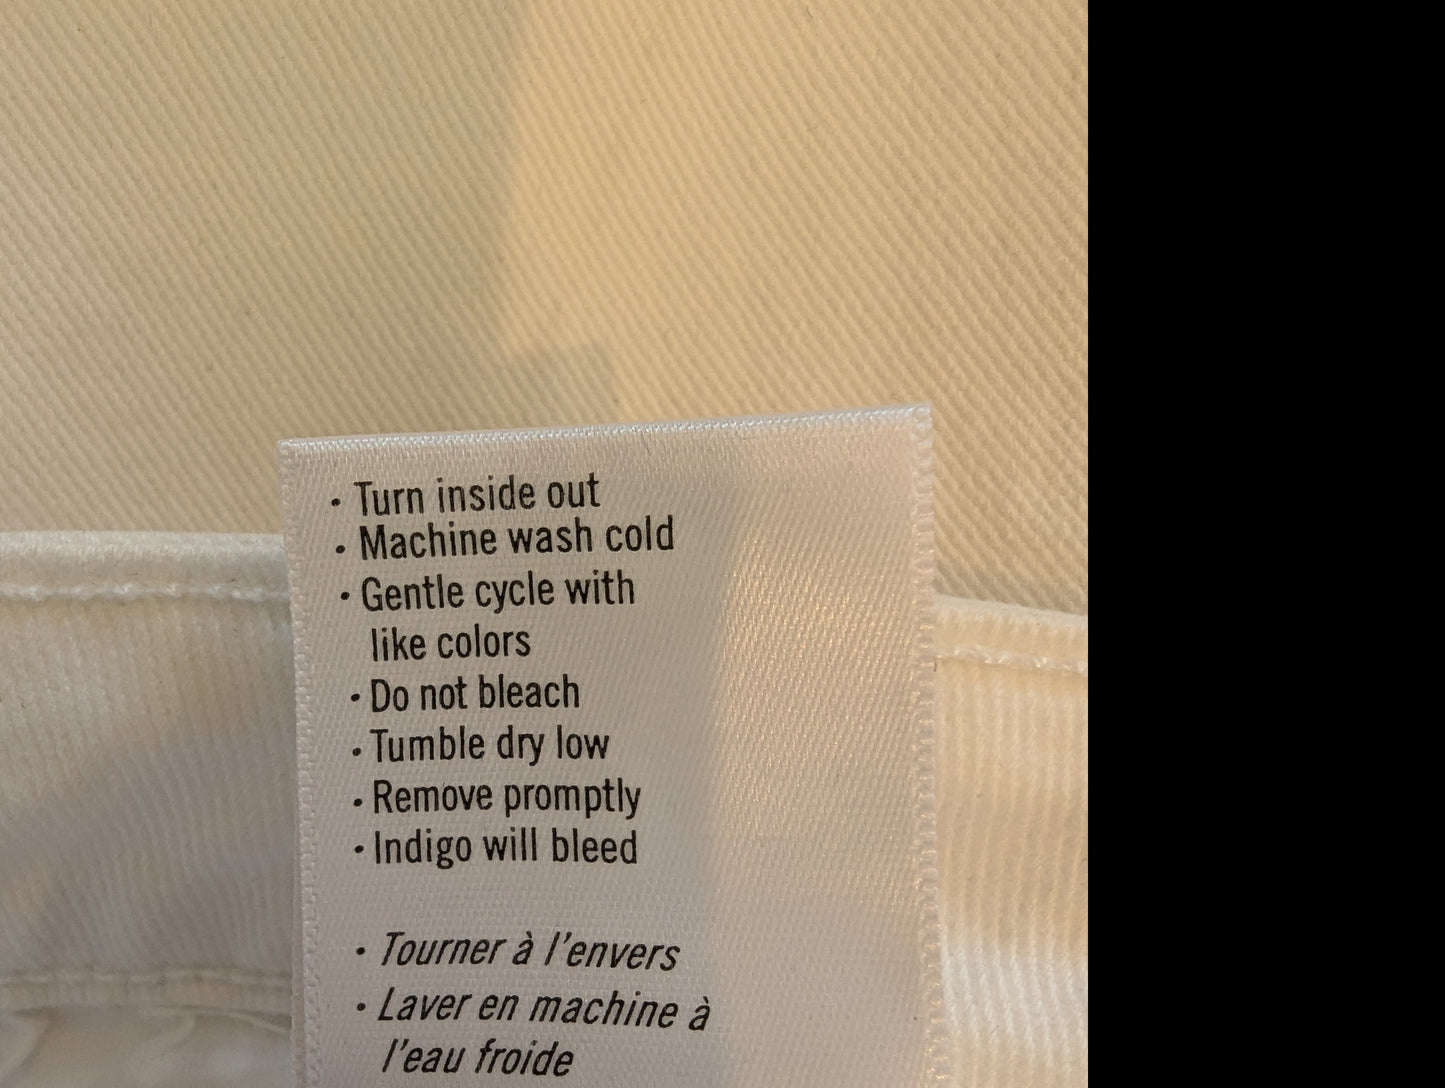 · Turn inside out
· Machine wash cold
· Gentle cycle with
like colors
· Do not bleach
· Tumble dry low
· Remove promptly
· Indigo will bleed
· Tourner à l'envers
· Laver en machine à
l'eau froide